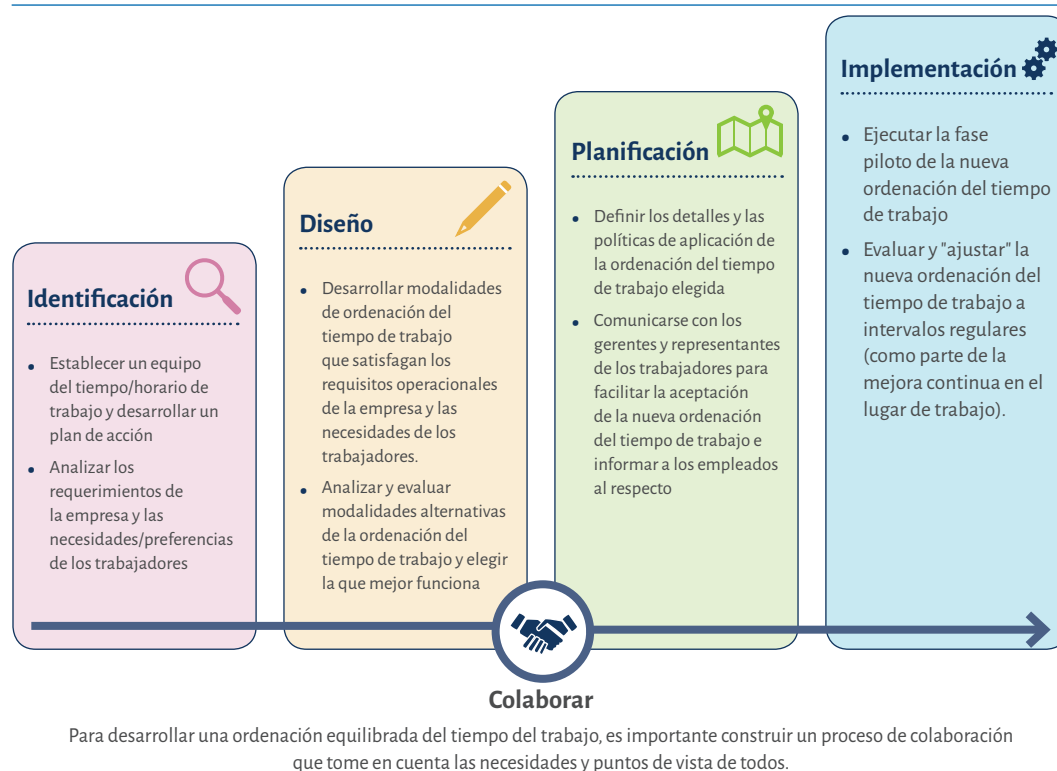 Identificación
• Establecer un equipo
del tiempo/horario de
trabajo y desarrollar un
plan de acción
• Analizar los
requerimientos de
la empresa y las
necesidades/preferencias
de los trabajadores
Diseño
• Desarrollar modalidades
de ordenación del
tiempo de trabajo
que satisfagan los
requisitos operacionales
de la empresa y las
necesidades de los
trabajadores.
• Analizar y evaluar
modalidades alternativas
de la ordenación del
tiempo de trabajo y elegir
la que mejor funciona
Planificación
• Definir los detalles y las
políticas de aplicación de
la ordenación del tiempo
de trabajo elegida
• Comunicarse con los
gerentes y representantes
de los trabajadores para
facilitar la aceptación
de la nueva ordenación
del tiempo de trabajo e
informar a los empleados
al respecto
Implementación
• Ejecutar la fase
piloto de la nueva
ordenación del tiempo
de trabajo
• Evaluar y "ajustar" la
nueva ordenación del
tiempo de trabajo a
intervalos regulares
(como parte de la
mejora continua en el
lugar de trabajo).
Colaborar
Para desarrollar una ordenación equilibrada del tiempo del trabajo, es importante construir un proceso de colaboración
que tome en cuenta las necesidades y puntos de vista de todos.